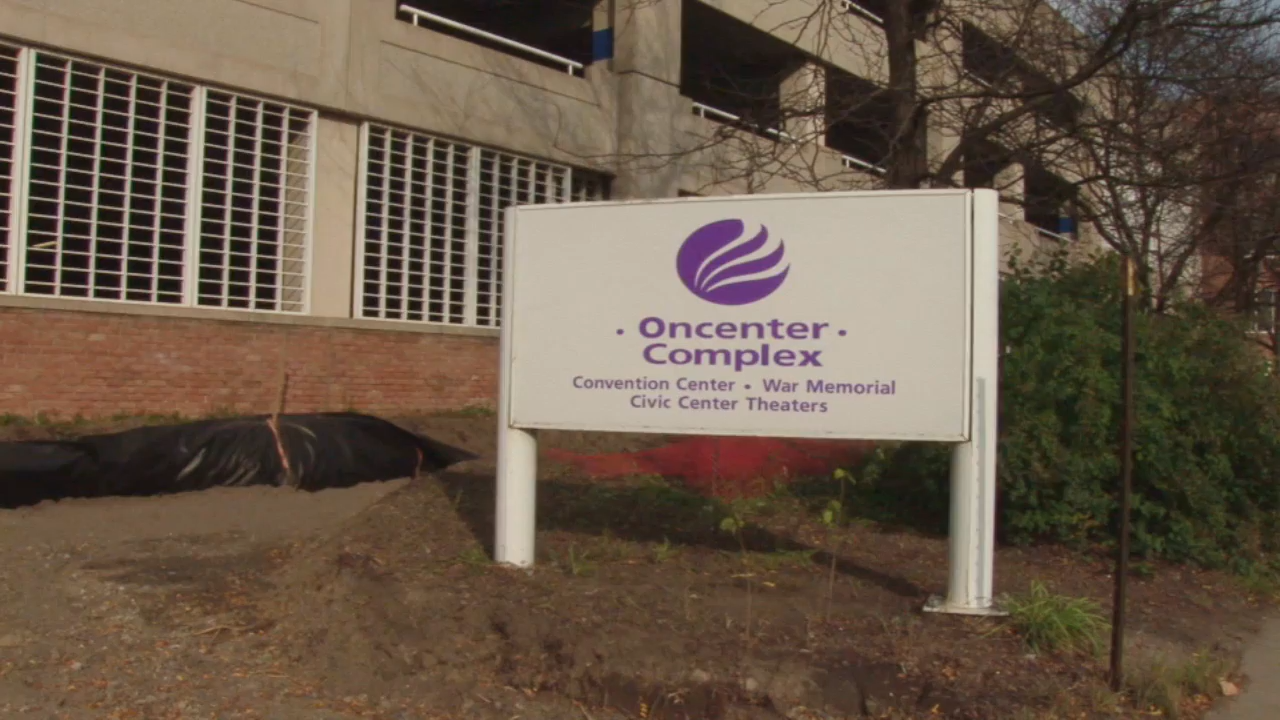 • Oncenter •
Complex
Convention Center • War Memorial
Civic Center Theaters